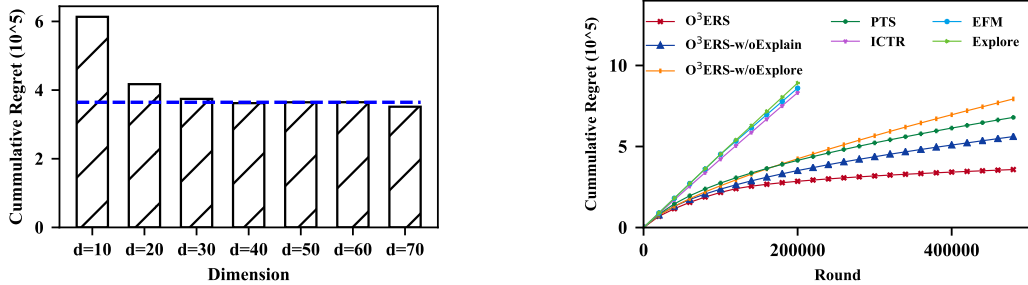 Cummulative Regret (10^5)
6
4
2
0
d=10 d=20 d=30 d=40 d=50 d=60 d=70
Dimension
Cummulative Regret (10^5)
10
5
0
O³ERS
O³ERS-w/oExplain
O³ERS-w/oExplore
PTS
ICTR
EFM
Explore
0 200000 400000
Round